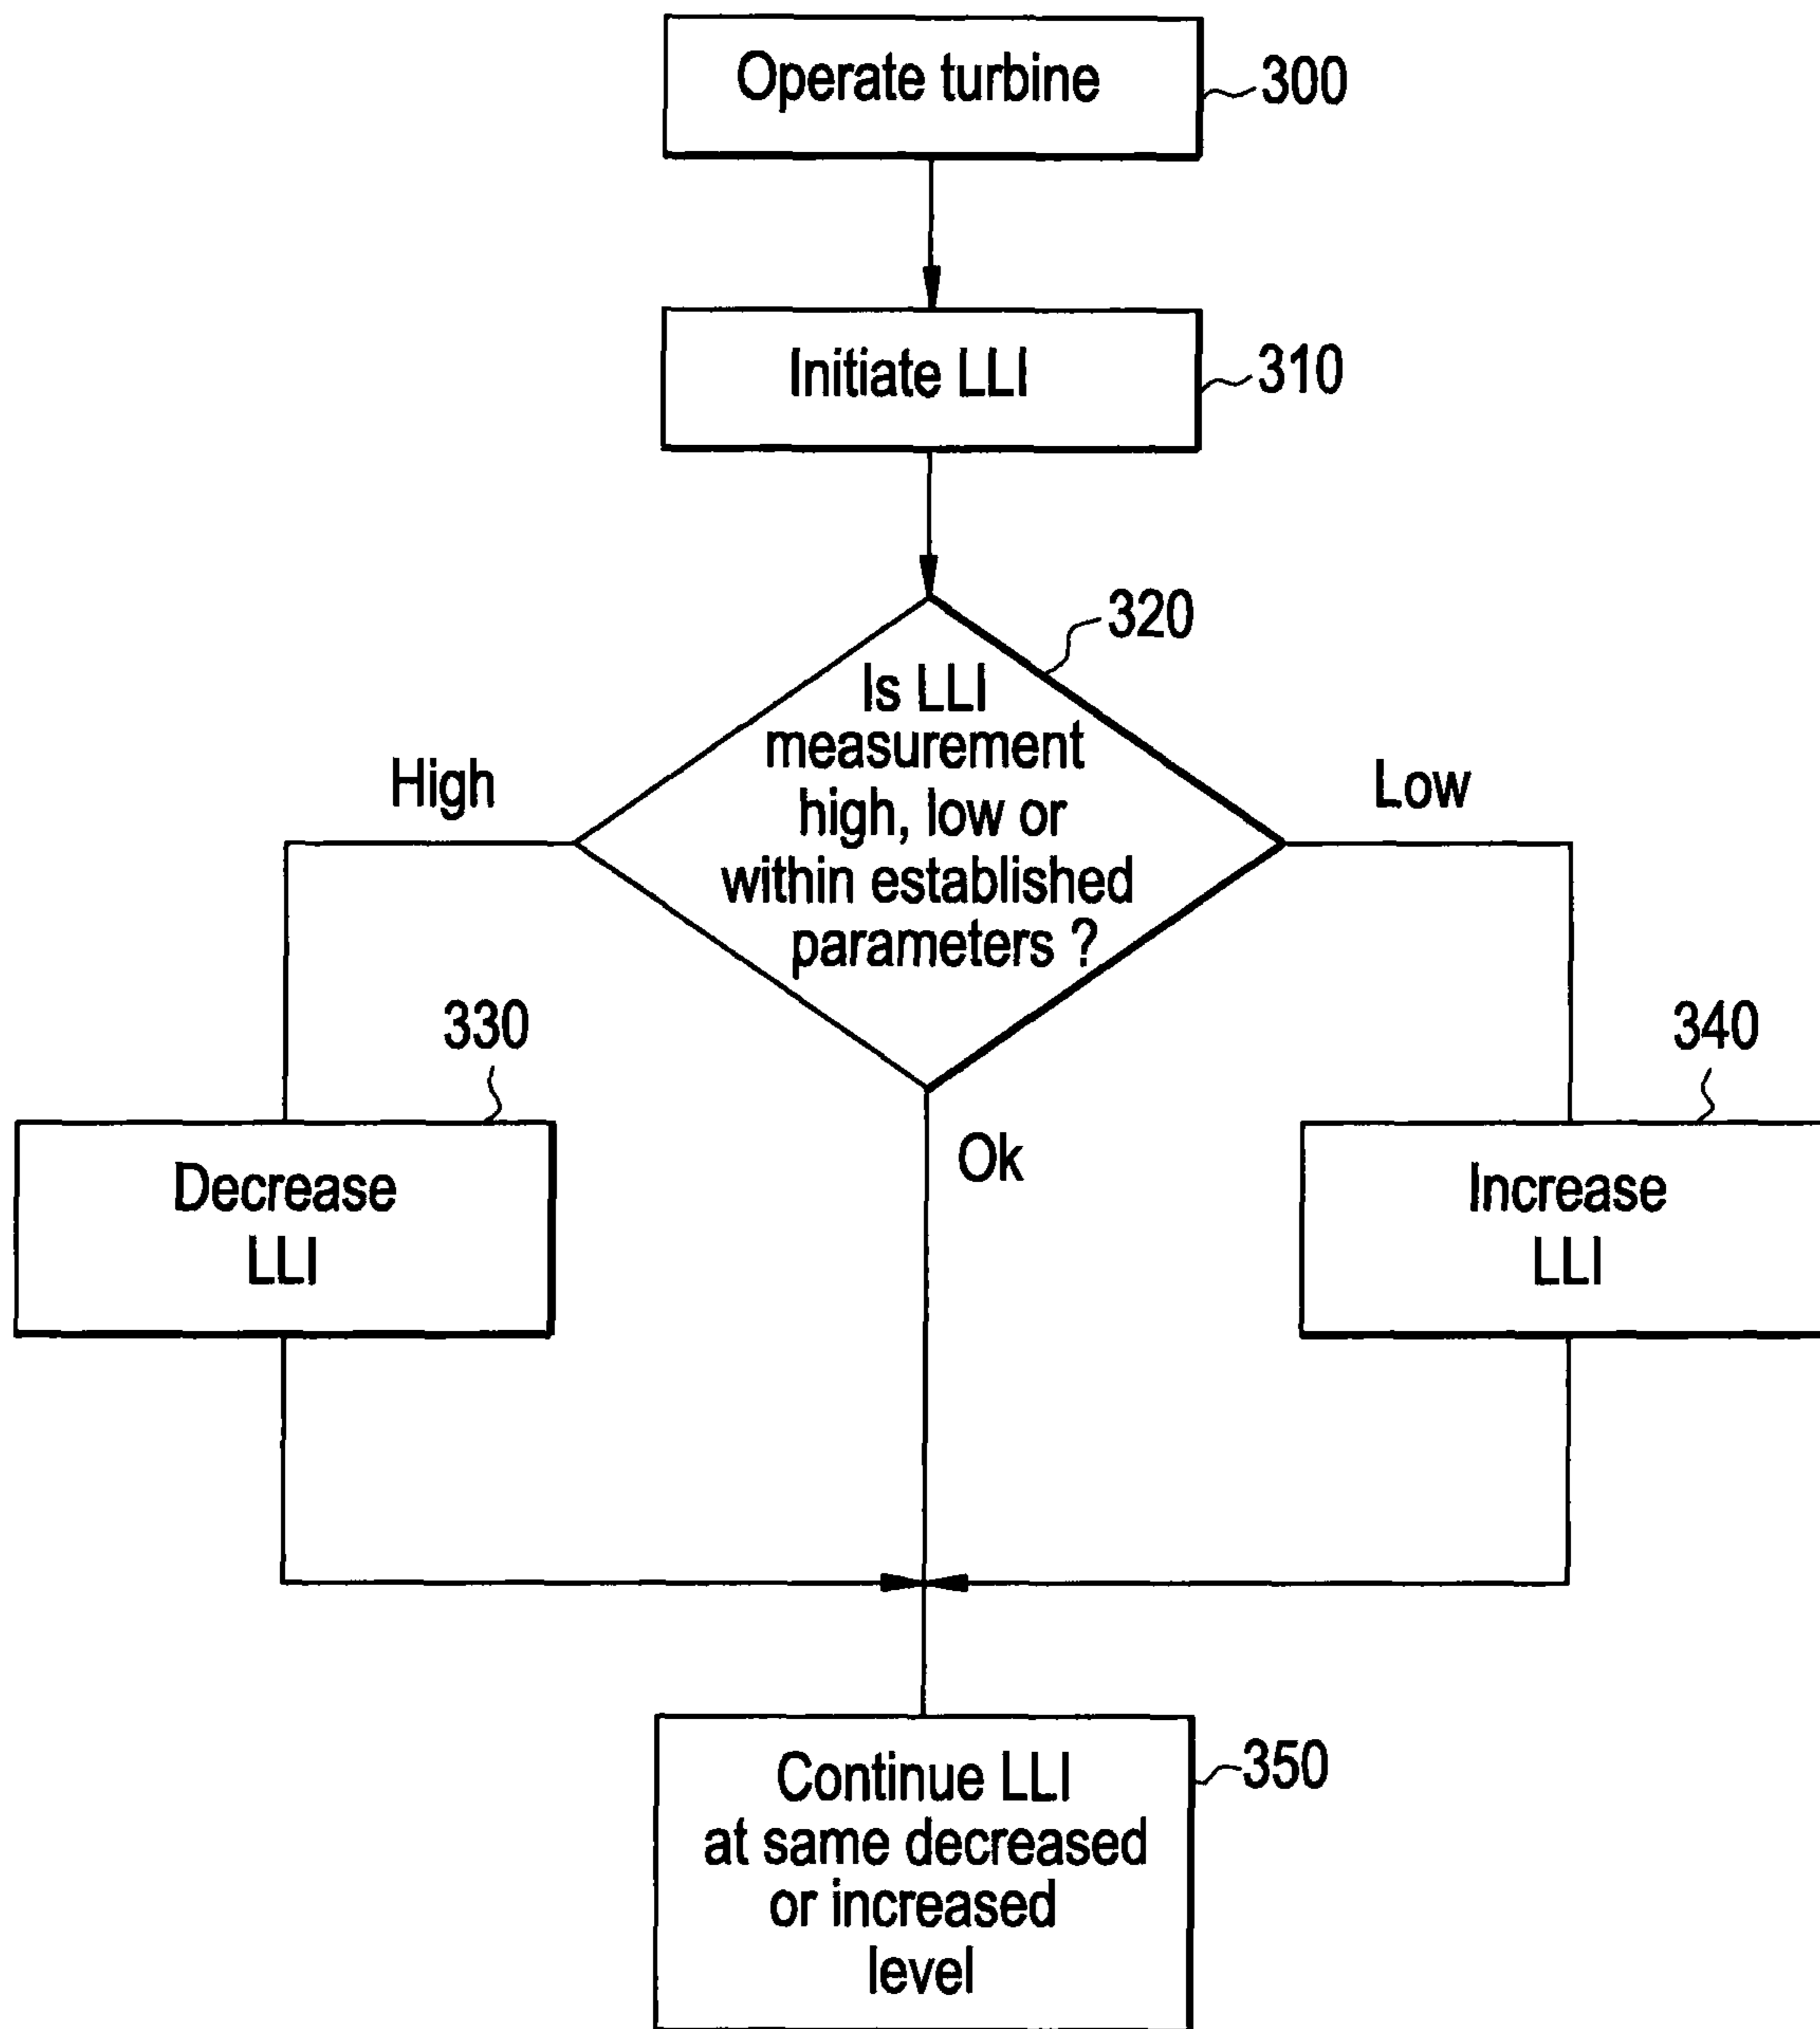 Operate turbine
300
Initiate LLI
310
320
Is LLI
measurement
high, low or
within established
parameters ?
High
Low
Ok
330
Decrease
LLI
340
Increase
LLI
Continue LLI
at same decreased
or increased
level
350